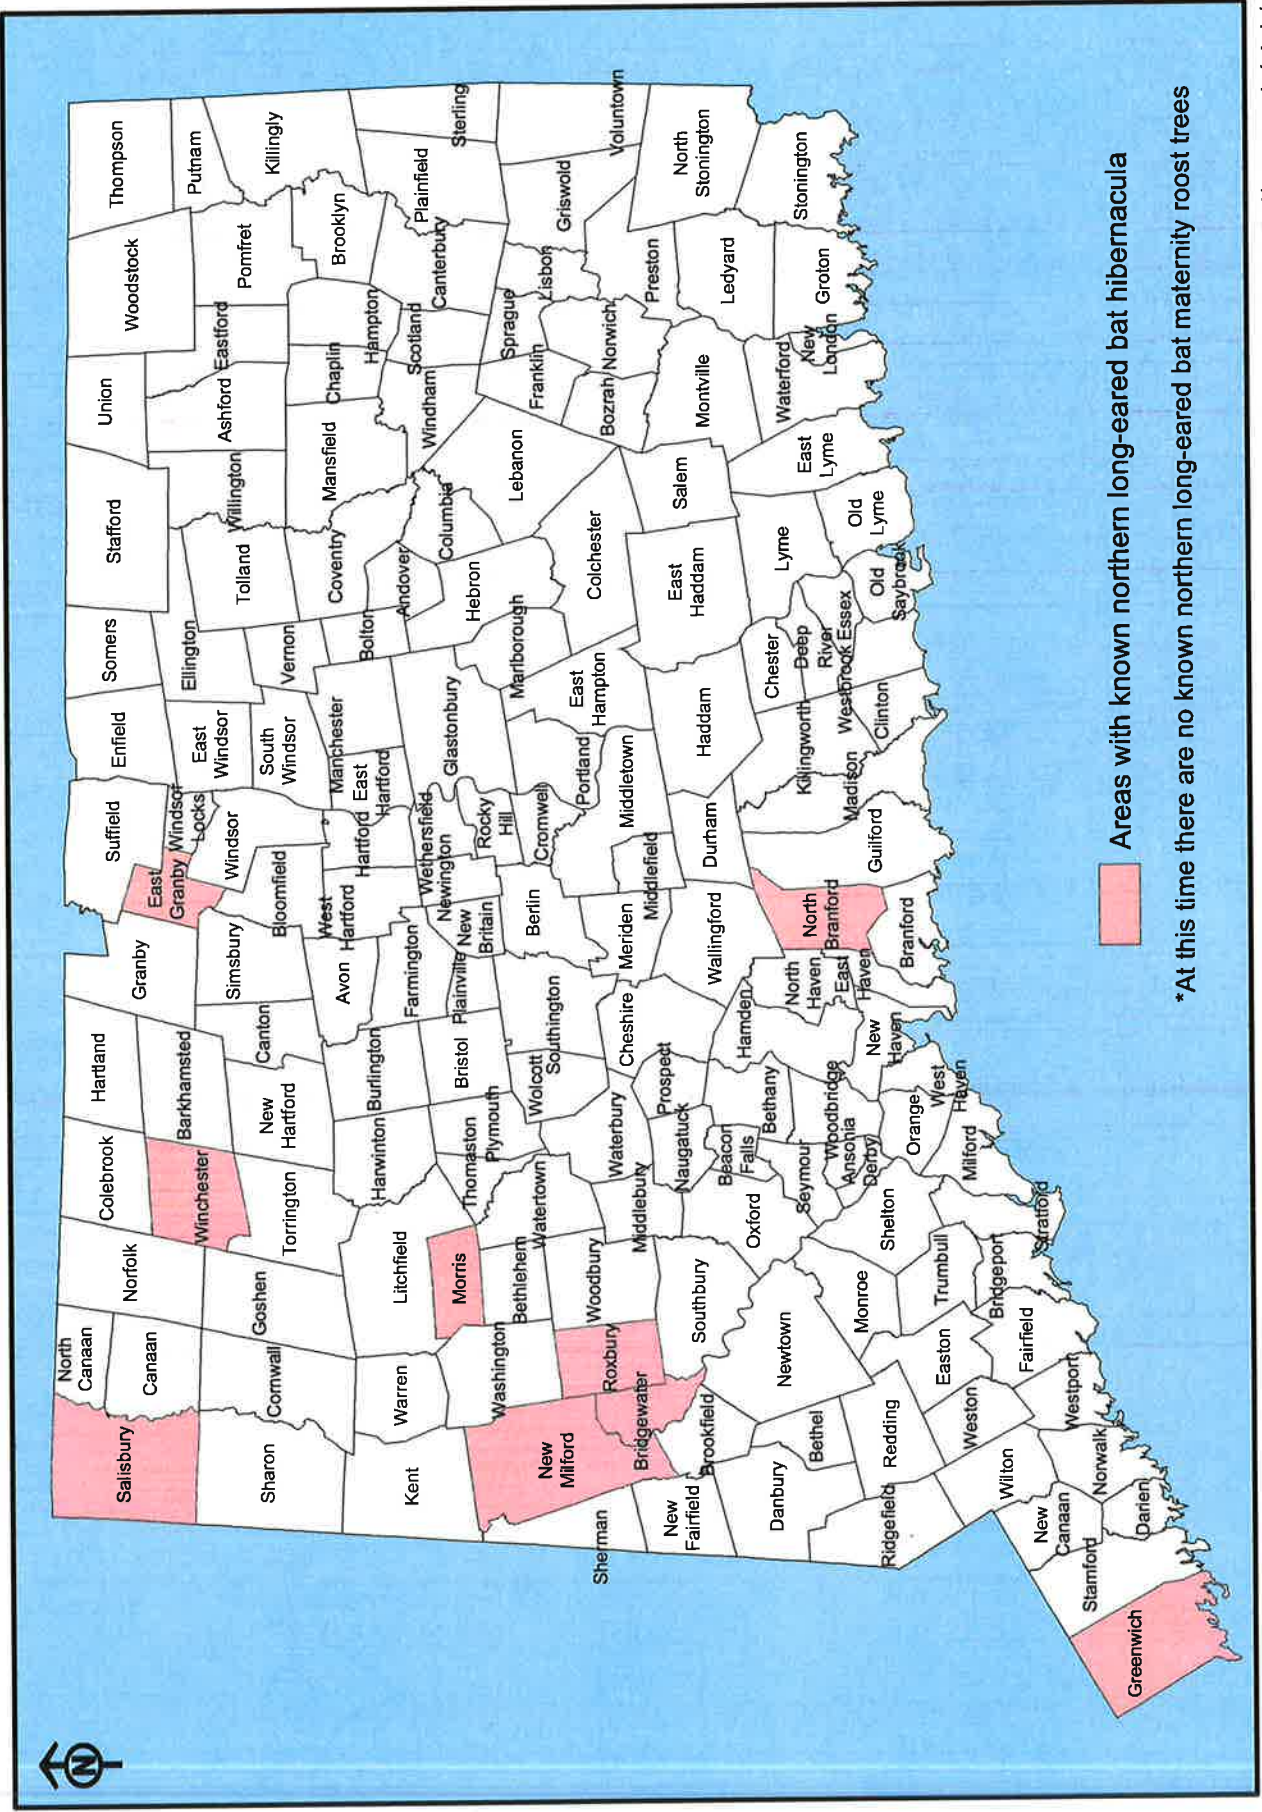 N
North
Canaan
Salisbury
Canaan
Norfolk
Colebrook
Hartland
Granby
Suffield
Enfield
Somers
Stafford
Union
Woodstock
Thompson
Winchester
Barkhamsted
East
Granby
Windsor
Locks
East
Windsor
Ellington
Willington
Ashford
Eastford
Pomfret
Putnam
Sharon
Cornwall
Goshen
Torrington
New
Hartford
Canton
Simsbury
Bloomfield
Windsor
South
Windsor
Vernon
Tolland
Coventry
Mansfield
Chaplin
Hampton
Brooklyn
Killingly
Kent
Warren
Litchfield
Harwinton
Burlington
Avon
West
Hartford
Hartford
East
Hartford
Manchester
Bolton
Andover
Columbia
Windham
Scotland
Canterbury
Plainfield
Sterling
Morris
Thomaston
Plymouth
Bristol
Farmington
Plainville
New
Britain
Newington
Wethersfield
Rocky
Hill
Glastonbury
Marlborough
Hebron
Lebanon
Franklin
Sprague
Lisbon
Griswold
Voluntown
New
Milford
Washington
Bethlehem
Watertown
Wolcott
Southington
Berlin
Cromwell
Portland
East
Hampton
Colchester
Bozrah
Norwich
Preston
North
Stonington
Sherman
Bridgewater
Roxbury
Woodbury
Middlebury
Waterbury
Cheshire
Meriden
Middlefield
Middletown
Haddam
East
Haddam
Salem
Montville
Ledyard
New
Fairfield
Brookfield
Southbury
Naugatuck
Prospect
Wallingford
Durham
Danbury
Bethel
Newtown
Oxford
Beacon
Falls
Bethany
Hamden
North
Haven
North
Branford
Guilford
Madison
Killingworth
Chester
Deep
River
Essex
Westbrook
Clinton
Lyme
Old
Saybrook
Old
Lyme
East
Lyme
Waterford
New
London
Groton
Stonington
Ridgefield
Redding
Monroe
Seymour
Ansonia
Derby
Woodbridge
New
Haven
East
Haven
Branford
Shelton
Orange
West
Haven
Milford
Stratford
Trumbull
Bridgeport
Easton
Fairfield
Weston
Westport
Wilton
Norwalk
New
Canaan
Darien
Stamford
Greenwich
Areas with known northern long-eared bat hibernacula
*At this time there are no known northern long-eared bat maternity roost trees